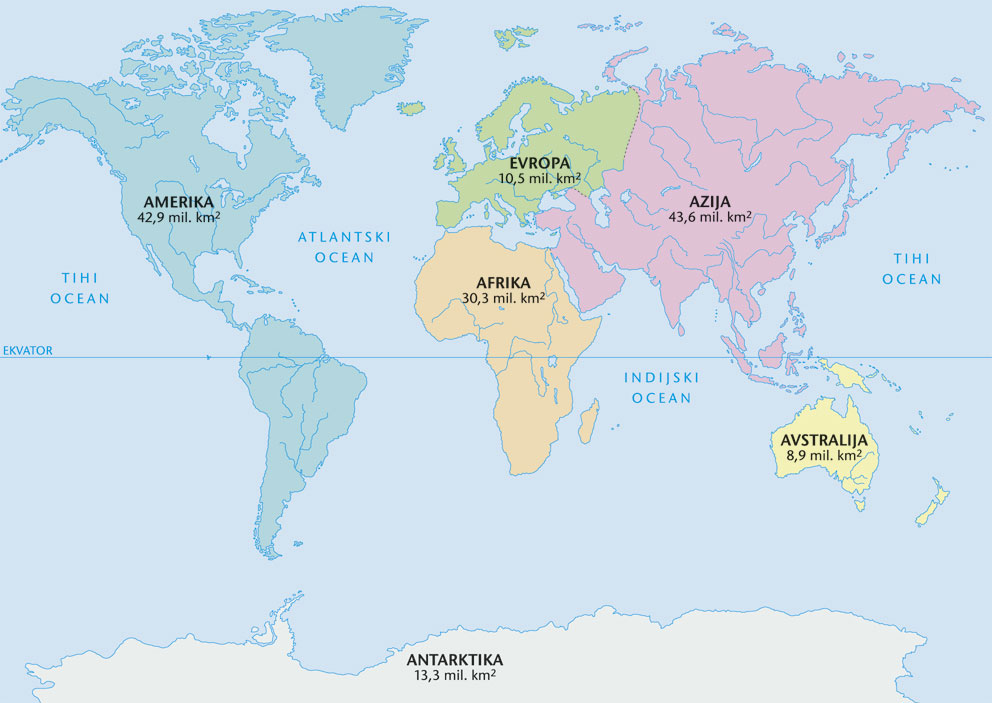 EVROPA
10,5 mil. km²
AMERIKA
42,9 mil. km²
AZIJA
43,6 mil. km²
ATLANTSKI
OCEAN
TIHI
OCEAN
TIHI
OCEAN
AFRIKA
30,3 mil. km²
EKVATOR
INDIJSKI
OCEAN
AVSTRALIJA
8,9 mil. km²
ANTARKTIKA
13,3 mil. km²